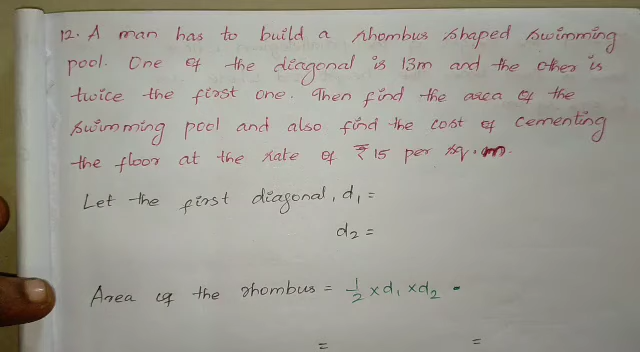 12. A man has to build a rhombus shaped swimming
pool. One of the diagonal is 13m and the other is
twice the first one. Then find the area of the
swimming pool and also find the cost of cementing
the floor at the rate of ₹ 15 per sq.m.
Let the first diagonal, d₁ =
d₂ =
Area of the rhombus = 1/2 × d₁ × d₂
= =